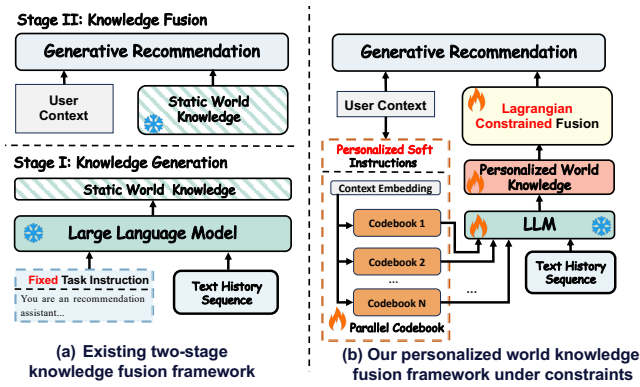 Stage II: Knowledge Fusion
Generative Recommendation
User
Context
Static World
Knowledge
Stage I: Knowledge Generation
Static World Knowledge
Large Language Model
Fixed Task Instruction
You are an recommendation
assistant...
Text History
Sequence
(a) Existing two-stage
knowledge fusion framework
Generative Recommendation
User Context
Lagrangian
Constrained Fusion
Personalized Soft
Instructions
Personalized World
Knowledge
Context Embedding
LLM
Codebook 1
Codebook 2
...
Codebook N
...
Text History
Sequence
Parallel Codebook
(b) Our personalized world knowledge
fusion framework under constraints